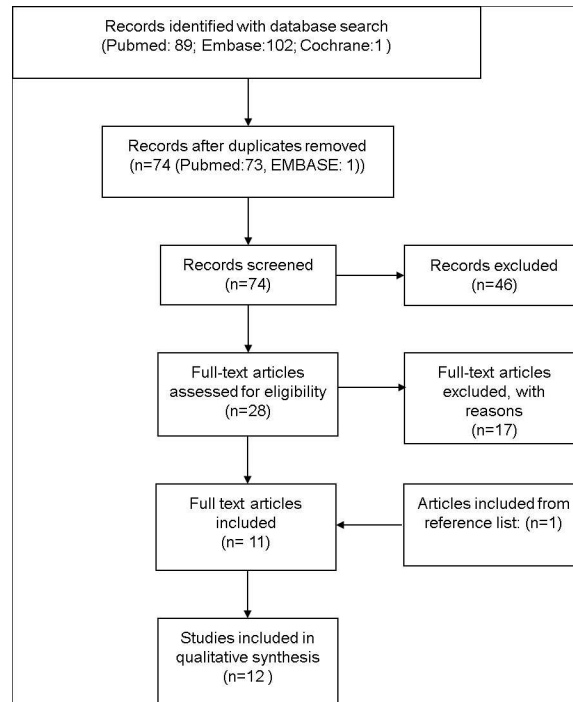 Records identified with database search
(Pubmed: 89; Embase:102; Cochrane:1 )
Records after duplicates removed
(n=74 (Pubmed:73, EMBASE: 1))
Records screened
(n=74)
Records excluded
(n=46)
Full-text articles
assessed for eligibility
(n=28)
Full-text articles
excluded, with
reasons
(n=17)
Full text articles
included
(n= 11)
Articles included from
reference list: (n=1)
Studies included in
qualitative synthesis
(n=12 )